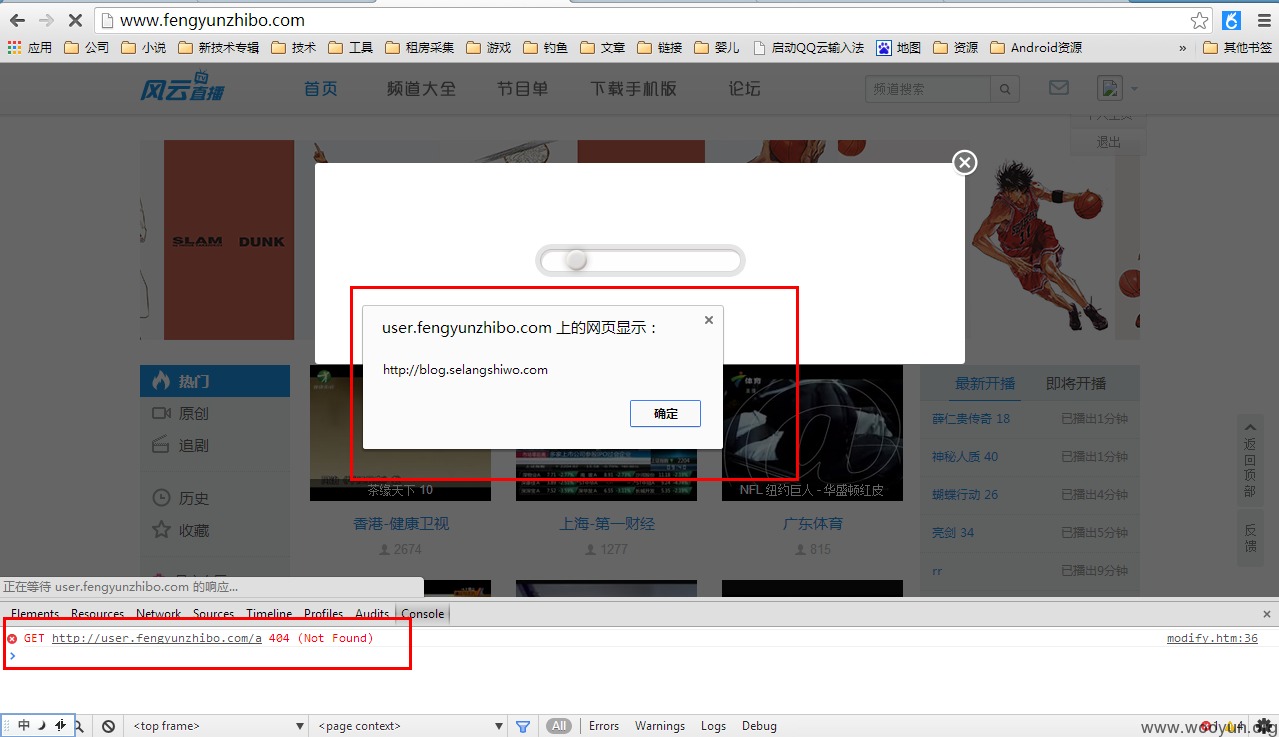 www.fengyunzhibo.com
应用 公司 小说 新技术专辑 技术 工具 租房采集 游戏 钓鱼 文章 链接 婴儿 启动QQ云输入法 地图 资源 Android资源 » 其他书签
风云直播 TV 首页 频道大全 节目单 下载手机版 论坛 频道搜索
个人主页
退出
SLAM DUNK
user.fengyunzhibo.com 上的网页显示：
http://blog.selangshiwo.com
确定
热门
原创
追剧
历史
收藏
体育
茶缘天下 10
NFL 纽约巨人 - 华盛顿红皮
香港-健康卫视 上海-第一财经 广东体育
2674 1277 815
最新开播 即将开播
薛仁贵传奇 18 已播出1分钟
神秘人质 40 已播出1分钟
蝴蝶行动 26 已播出4分钟
亮剑 34 已播出5分钟
rr 已播出9分钟
返回顶部
反馈
正在等待 user.fengyunzhibo.com 的响应...
Elements Resources Network Sources Timeline Profiles Audits Console
GET http://user.fengyunzhibo.com/a 404 (Not Found) modify.htm:36
中 <top frame> <page context> All Errors Warnings Logs Debug
www.wooyun.org